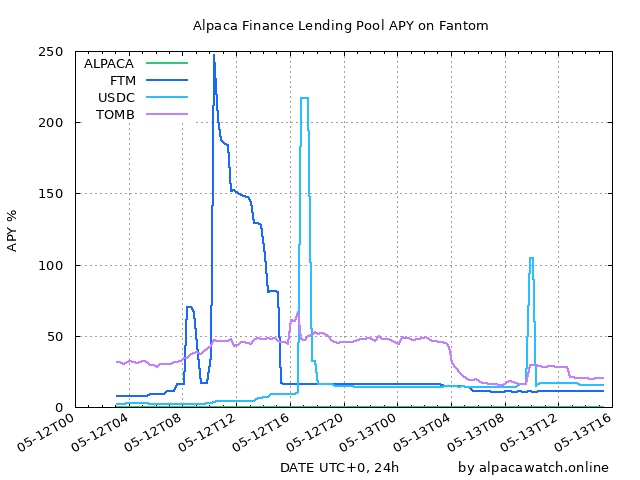 Alpaca Finance Lending Pool APY on Fantom
250
200
150
100
50
0
APY %
ALPACA
FTM
USDC
TOMB
05-12T00
05-12T04
05-12T08
05-12T12
05-12T16
05-12T20
05-13T00
05-13T04
05-13T08
05-13T12
05-13T16
DATE UTC+0, 24h
by alpacawatch.online